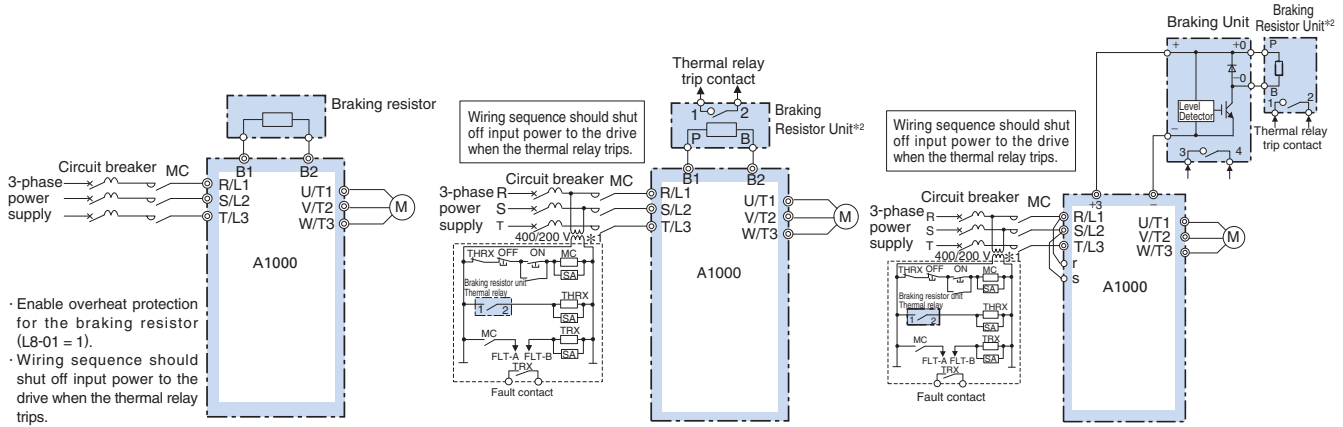 Braking resistor
B1 B2
Circuit breaker MC
3-phase
power
supply
R/L1
S/L2
T/L3
U/T1
V/T2
W/T3
M
A1000
· Enable overheat protection
for the braking resistor
(L8-01 = 1).
· Wiring sequence should
shut off input power to the
drive when the thermal relay
trips.
Wiring sequence should shut
off input power to the drive
when the thermal relay trips.
Thermal relay
trip contact
1 2
P B
Braking
Resistor Unit*2
B1 B2
Circuit breaker MC
3-phase R
power S
supply T
R/L1
S/L2
T/L3
U/T1
V/T2
W/T3
M
400/200 V *1
A1000
THRX OFF ON MC
SA
Braking resistor unit
Thermal relay
1 2
THRX
SA
MC
TRX
SA
FLT-A FLT-B
TRX
Fault contact
Wiring sequence should shut
off input power to the drive
when the thermal relay trips.
Braking Unit
Braking
Resistor Unit*2
+ +0 P
−0
B
Level
Detector
1 2
−
Thermal relay
trip contact
3 4
+3 −
Circuit breaker MC
3-phase R
power S
supply T
R/L1
S/L2
T/L3
r
s
U/T1
V/T2
W/T3
M
400/200 V *1
A1000
THRX OFF ON MC
SA
Braking resistor unit
Thermal relay
1 2
THRX
SA
MC
TRX
SA
FLT-A FLT-B
TRX
Fault contact